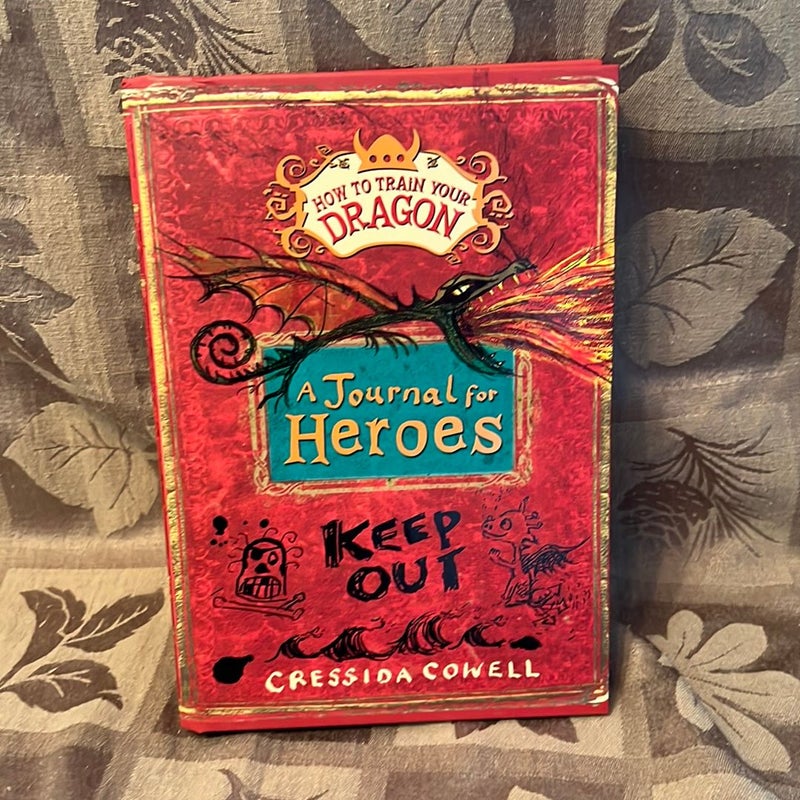 HOW TO TRAIN YOUR
DRAGON
A Journal for
Heroes
KEEP
OUT
CRESSIDA COWELL